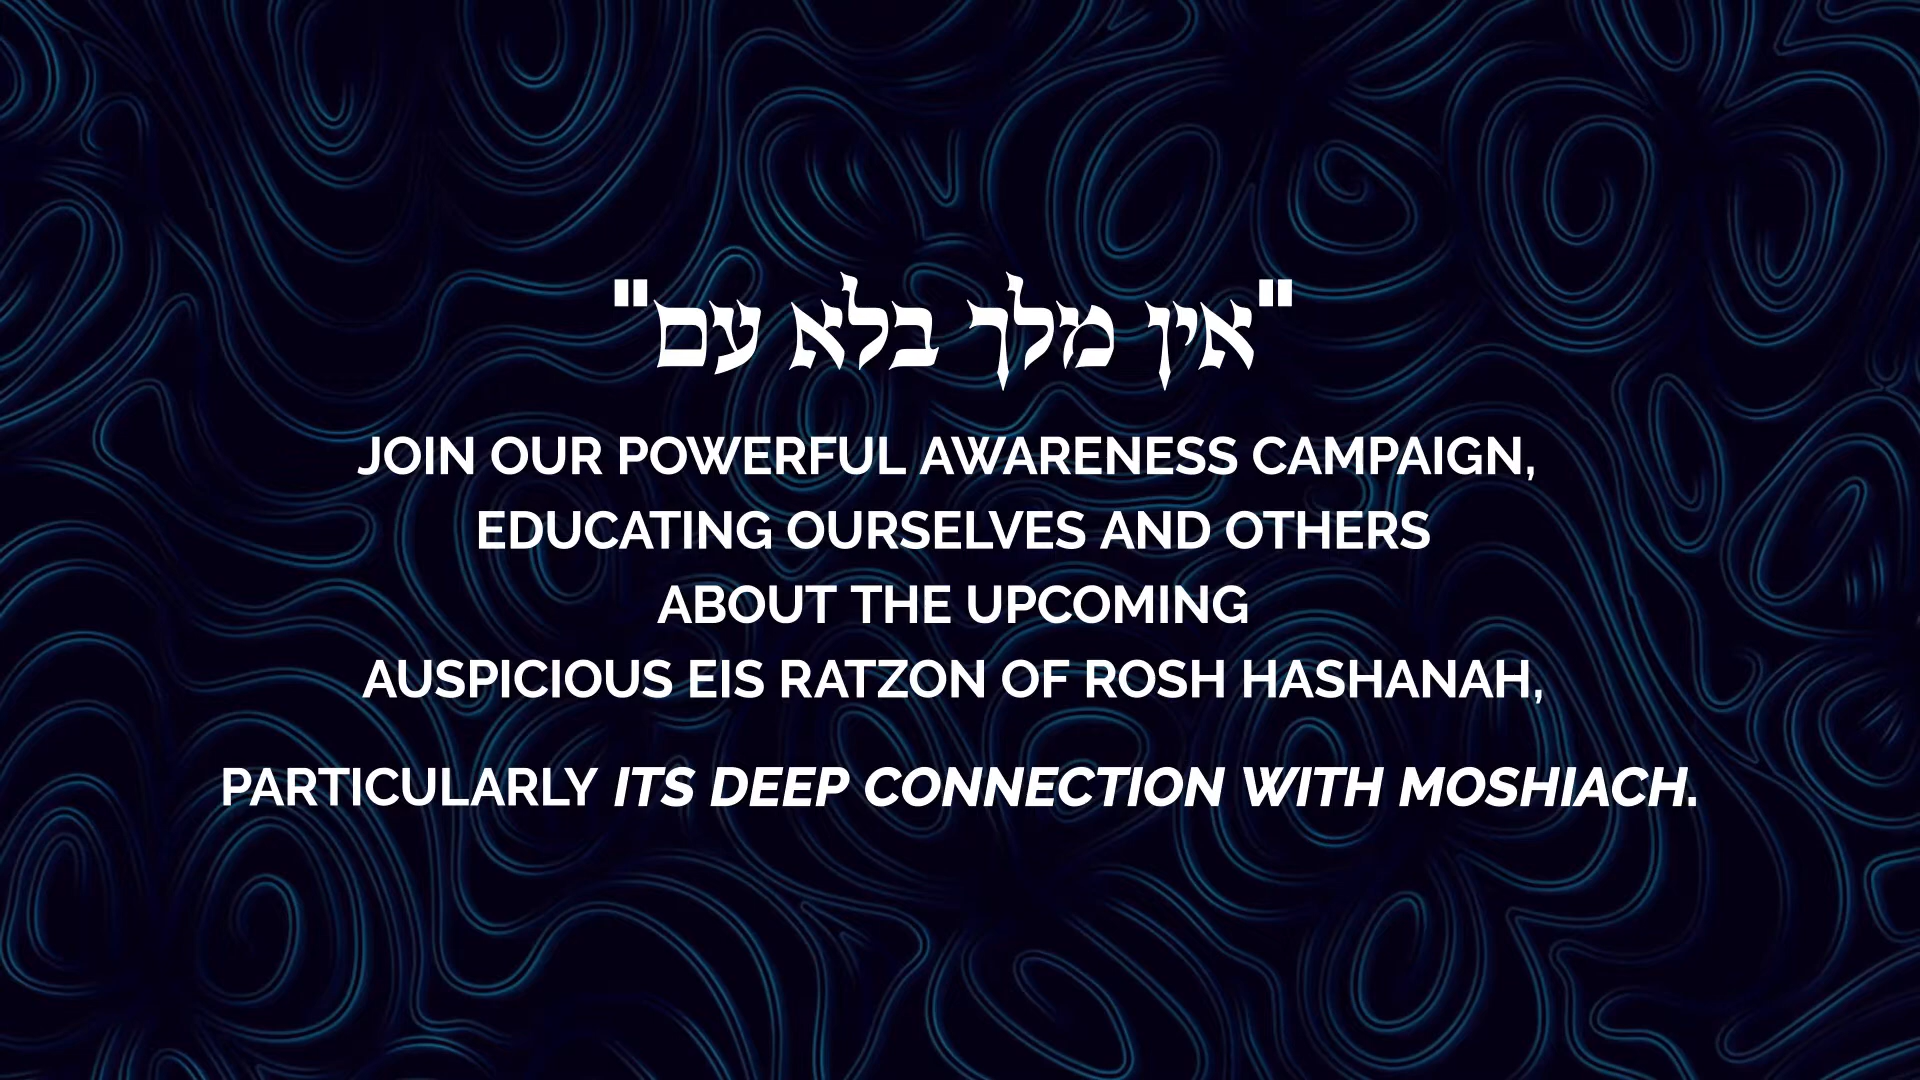 "אין מלך בלא עם"
JOIN OUR POWERFUL AWARENESS CAMPAIGN,
EDUCATING OURSELVES AND OTHERS
ABOUT THE UPCOMING
AUSPICIOUS EIS RATZON OF ROSH HASHANAH,
PARTICULARLY ITS DEEP CONNECTION WITH MOSHIACH.